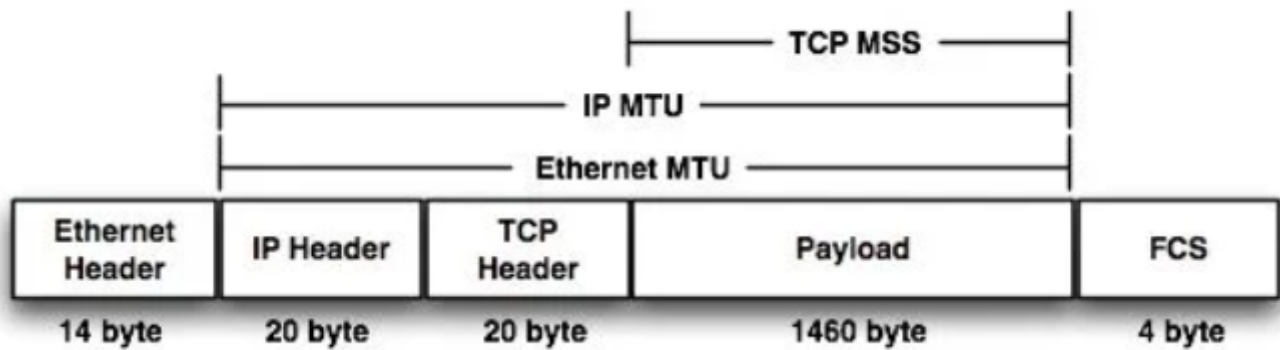 TCP MSS
IP MTU
Ethernet MTU
Ethernet
Header
IP Header
TCP
Header
Payload
FCS
14 byte
20 byte
20 byte
1460 byte
4 byte